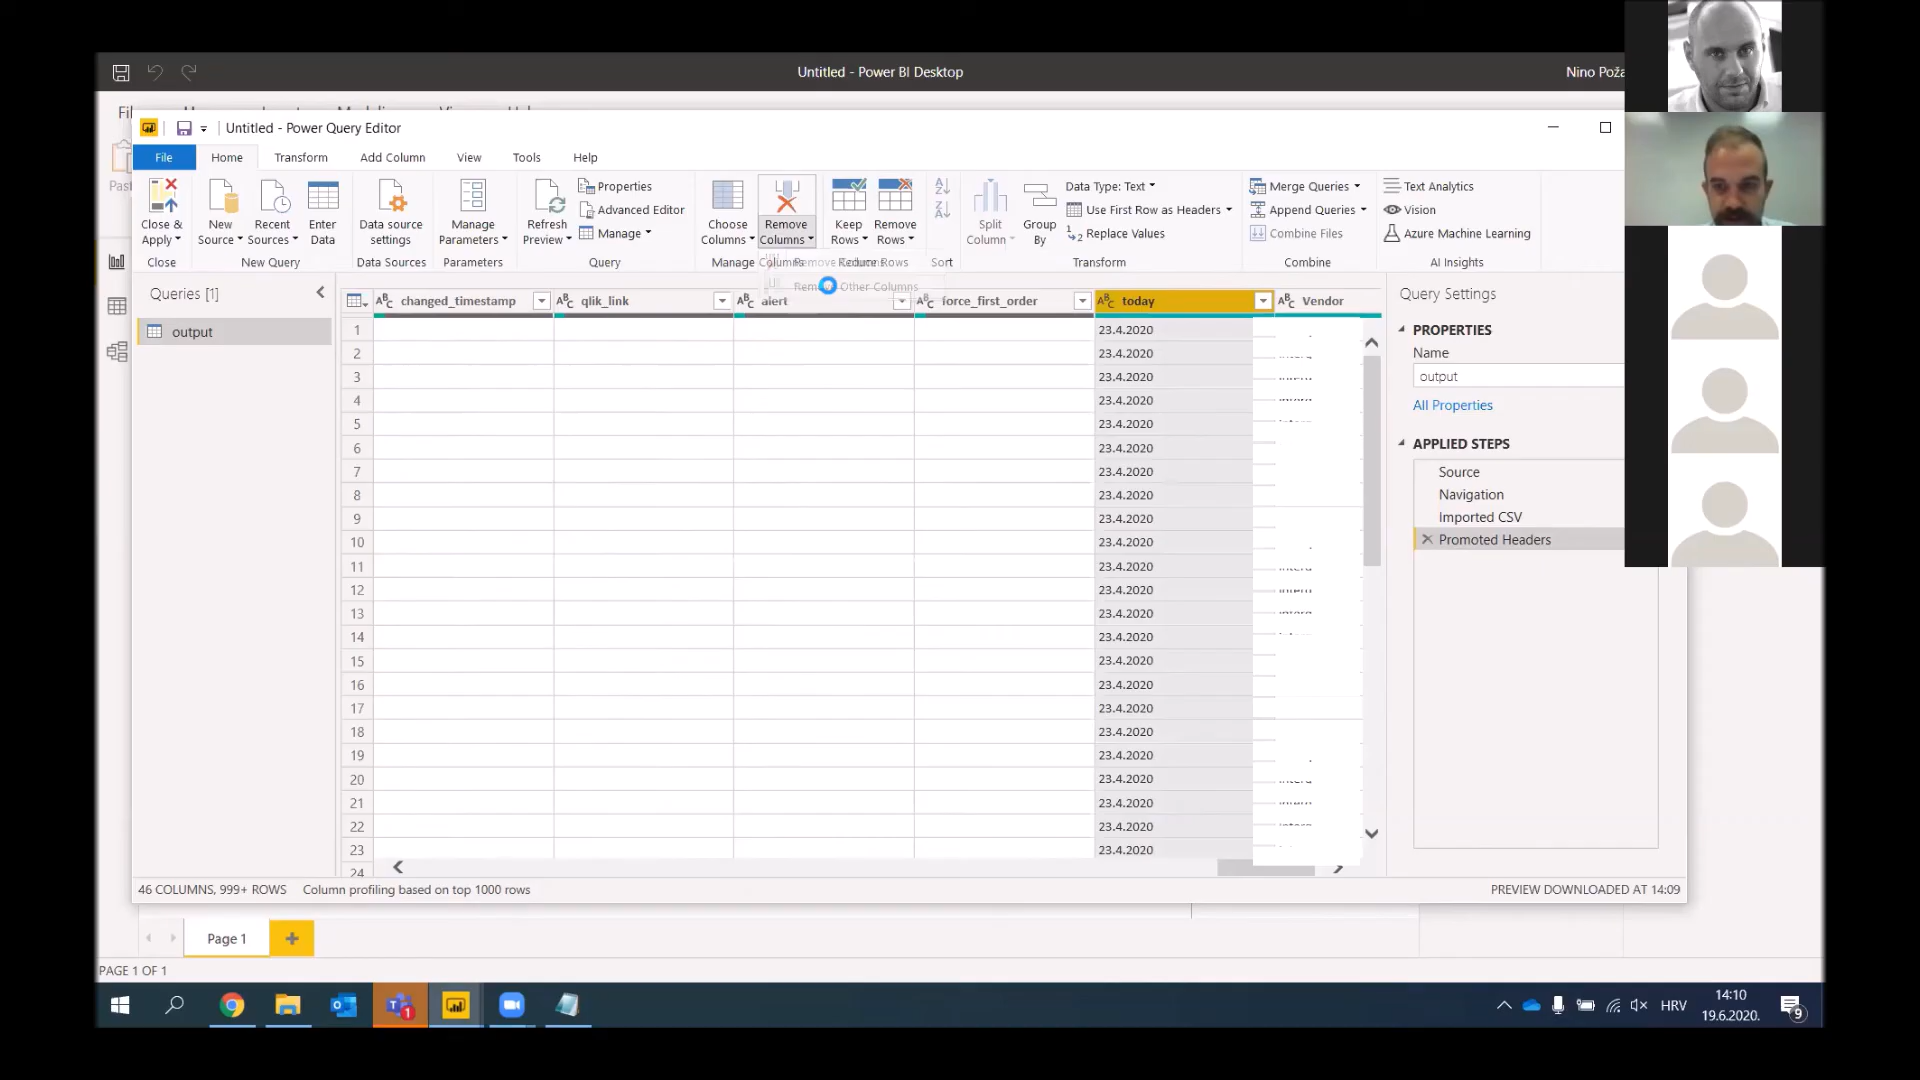 Untitled - Power BI Desktop
Nino Poža
Untitled - Power Query Editor
File Home Transform Add Column View Tools Help
Close & Apply
New Source
Recent Sources
Enter Data
Data source settings
Manage Parameters
Refresh Preview
Properties
Advanced Editor
Manage
Choose Columns
Remove Columns
Keep Rows
Remove Rows
Split Column
Group By
Data Type: Text
Use First Row as Headers
Replace Values
Merge Queries
Append Queries
Combine Files
Text Analytics
Vision
Azure Machine Learning
Close New Query Data Sources Parameters Query Manage Columns Reduce Rows Sort Transform Combine AI Insights
Remove Columns
Remove Other Columns
Queries [1]
output
changed_timestamp qlik_link alert force_first_order today Vendor
1 23.4.2020
2 23.4.2020
3 23.4.2020
4 23.4.2020
5 23.4.2020
6 23.4.2020
7 23.4.2020
8 23.4.2020
9 23.4.2020
10 23.4.2020
11 23.4.2020
12 23.4.2020
13 23.4.2020
14 23.4.2020
15 23.4.2020
16 23.4.2020
17 23.4.2020
18 23.4.2020
19 23.4.2020
20 23.4.2020
21 23.4.2020
22 23.4.2020
23 23.4.2020
24
Query Settings
PROPERTIES
Name
output
All Properties
APPLIED STEPS
Source
Navigation
Imported CSV
Promoted Headers
46 COLUMNS, 999+ ROWS Column profiling based on top 1000 rows
PREVIEW DOWNLOADED AT 14:09
Page 1
PAGE 1 OF 1
HRV
14:10
19.6.2020.
9
1